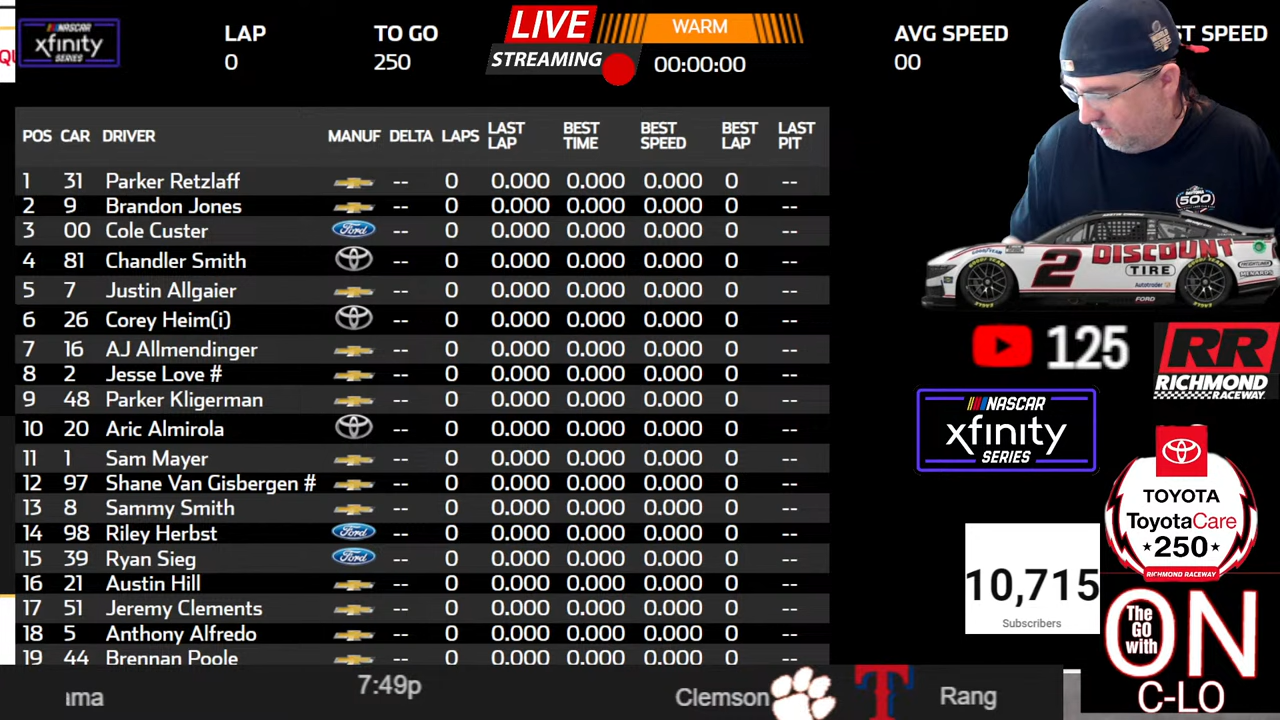 NASCAR
xfinity
SERIES
LAP
0
TO GO
250
LIVE
STREAMING
WARM
00:00:00
AVG SPEED
00
ST SPEED
POS CAR DRIVER MANUF DELTA LAPS LAST LAP BEST TIME BEST SPEED BEST LAP LAST PIT
1 31 Parker Retzlaff -- 0 0.000 0.000 0.000 0 --
2 9 Brandon Jones -- 0 0.000 0.000 0.000 0 --
3 00 Cole Custer Ford -- 0 0.000 0.000 0.000 0 --
4 81 Chandler Smith -- 0 0.000 0.000 0.000 0 --
5 7 Justin Allgaier -- 0 0.000 0.000 0.000 0 --
6 26 Corey Heim(i) -- 0 0.000 0.000 0.000 0 --
7 16 AJ Allmendinger -- 0 0.000 0.000 0.000 0 --
8 2 Jesse Love # -- 0 0.000 0.000 0.000 0 --
9 48 Parker Kligerman -- 0 0.000 0.000 0.000 0 --
10 20 Aric Almirola -- 0 0.000 0.000 0.000 0 --
11 1 Sam Mayer -- 0 0.000 0.000 0.000 0 --
12 97 Shane Van Gisbergen # -- 0 0.000 0.000 0.000 0 --
13 8 Sammy Smith -- 0 0.000 0.000 0.000 0 --
14 98 Riley Herbst Ford -- 0 0.000 0.000 0.000 0 --
15 39 Ryan Sieg Ford -- 0 0.000 0.000 0.000 0 --
16 21 Austin Hill -- 0 0.000 0.000 0.000 0 --
17 51 Jeremy Clements -- 0 0.000 0.000 0.000 0 --
18 5 Anthony Alfredo -- 0 0.000 0.000 0.000 0 --
19 44 Brennan Poole -- 0 0.000 0.000 0.000 0 --
DAYTONA
500
2
DISCOUNT
TIRE
Autotrader
MENARDS
FORD
125
RR
RICHMOND
RACEWAY
NASCAR
xfinity
SERIES
TOYOTA
ToyotaCare
250
RICHMOND RACEWAY
10,715
Subscribers
The
GO
with
ON
C-LO
ama
7:49p
Clemson
T
Rang